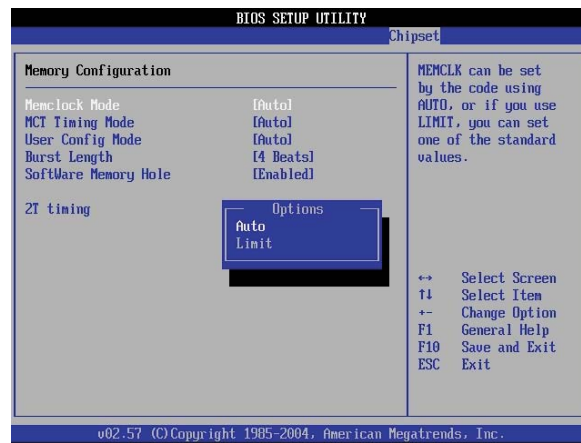 BIOS SETUP UTILITY
Chipset
Memory Configuration
Memclock Mode [Auto]
MCT Timing Mode [Auto]
User Config Mode [Auto]
Burst Length [4 Beats]
SoftWare Memory Hole [Enabled]
2T timing
Options
Auto
Limit
MEMCLK can be set
by the code using
AUTO, or if you use
LIMIT, you can set
one of the standard
values.
↔ Select Screen
↑↓ Select Item
+- Change Option
F1 General Help
F10 Save and Exit
ESC Exit
v02.57 (C)Copyright 1985-2004, American Megatrends, Inc.